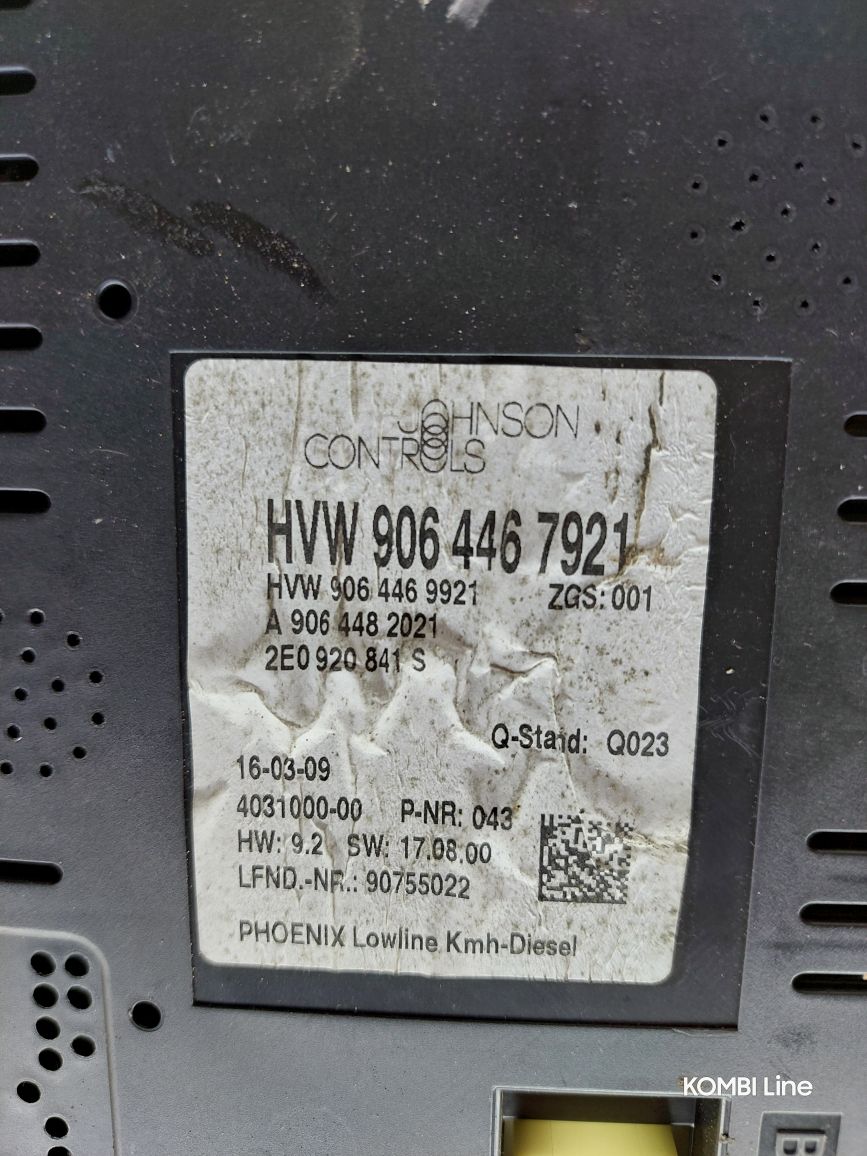 JOHNSON
CONTROLS
HVW 906 446 7921
HVW 906 446 9921 ZGS: 001
A 906 448 2021
2E0 920 841 S
Q-Stand: Q023
16-03-09
4031000-00 P-NR: 043
HW: 9.2 SW: 17.08.00
LFND.-NR.: 90755022
PHOENIX Lowline Kmh-Diesel
KOMBI Line
B